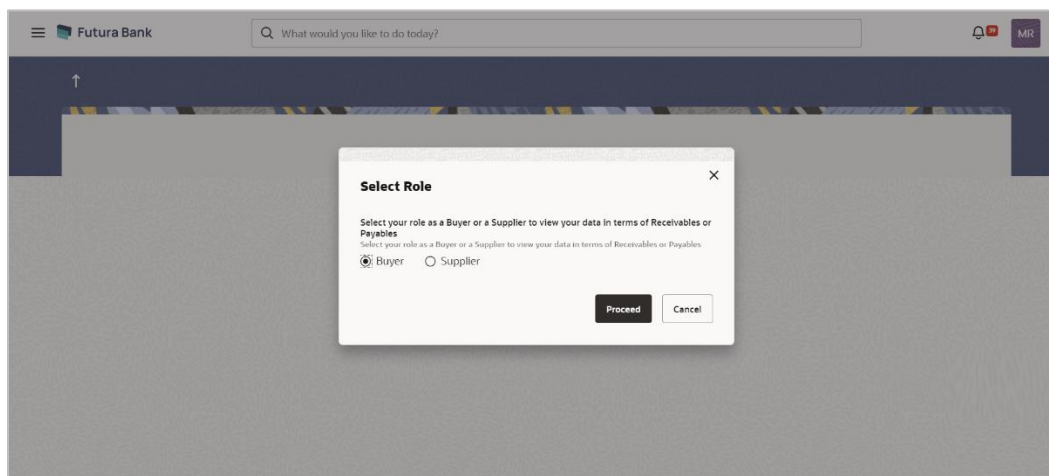 Futura Bank
What would you like to do today?
39
MR
Select Role
Select your role as a Buyer or a Supplier to view your data in terms of Receivables or
Payables
Select your role as a Buyer or a Supplier to view your data in terms of Receivables or Payables
Buyer
Supplier
Proceed
Cancel